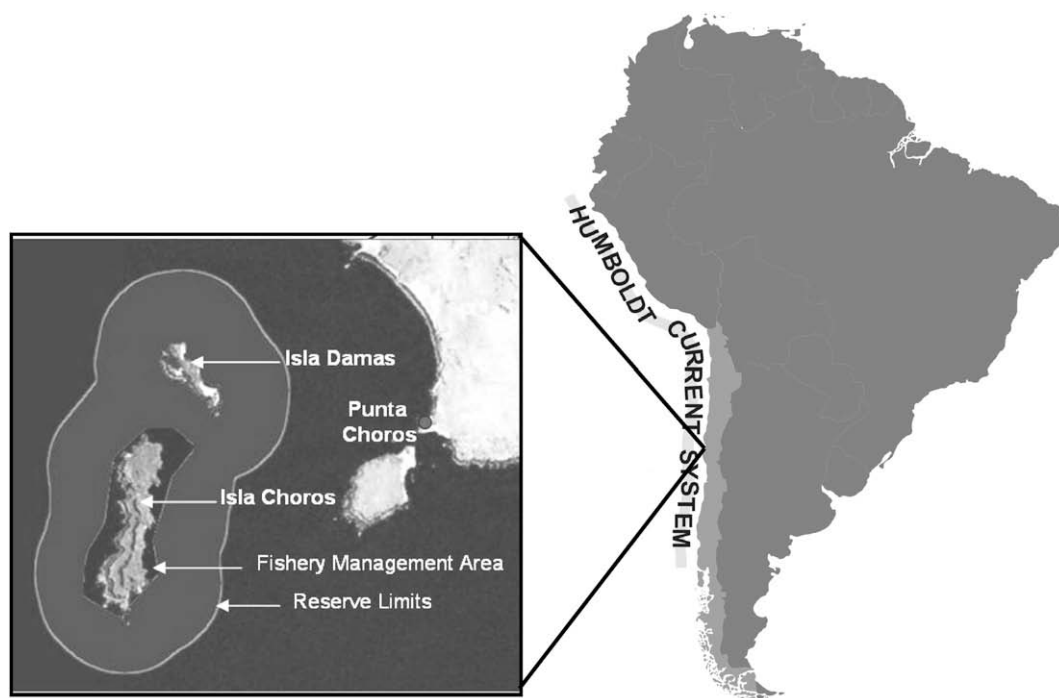 HUMBOLDT CURRENT SYSTEM
Isla Damas
Punta
Choros
Isla Choros
Fishery Management Area
Reserve Limits